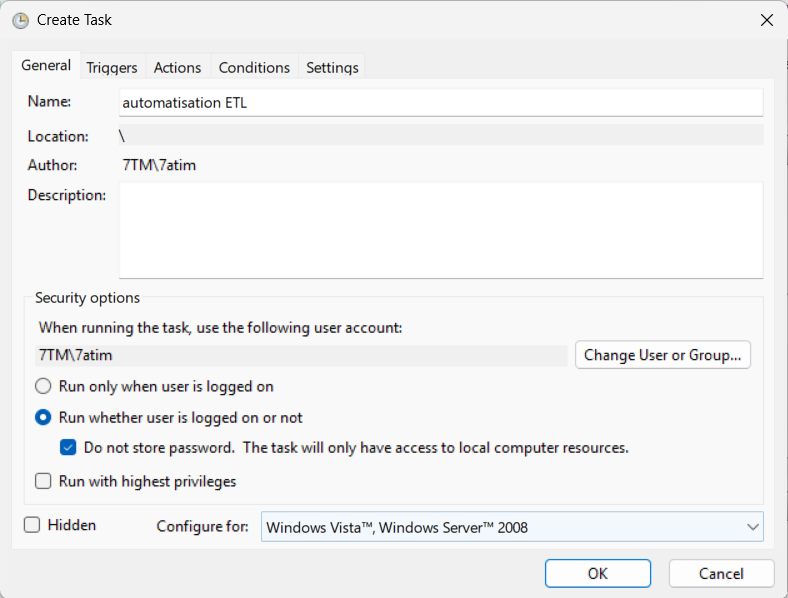 Create Task
General Triggers Actions Conditions Settings
Name: automatisation ETL
Location: \
Author: 7TM\7atim
Description:
Security options
When running the task, use the following user account:
7TM\7atim Change User or Group...
Run only when user is logged on
Run whether user is logged on or not
Do not store password. The task will only have access to local computer resources.
Run with highest privileges
Hidden Configure for: Windows Vista™, Windows Server™ 2008
OK Cancel